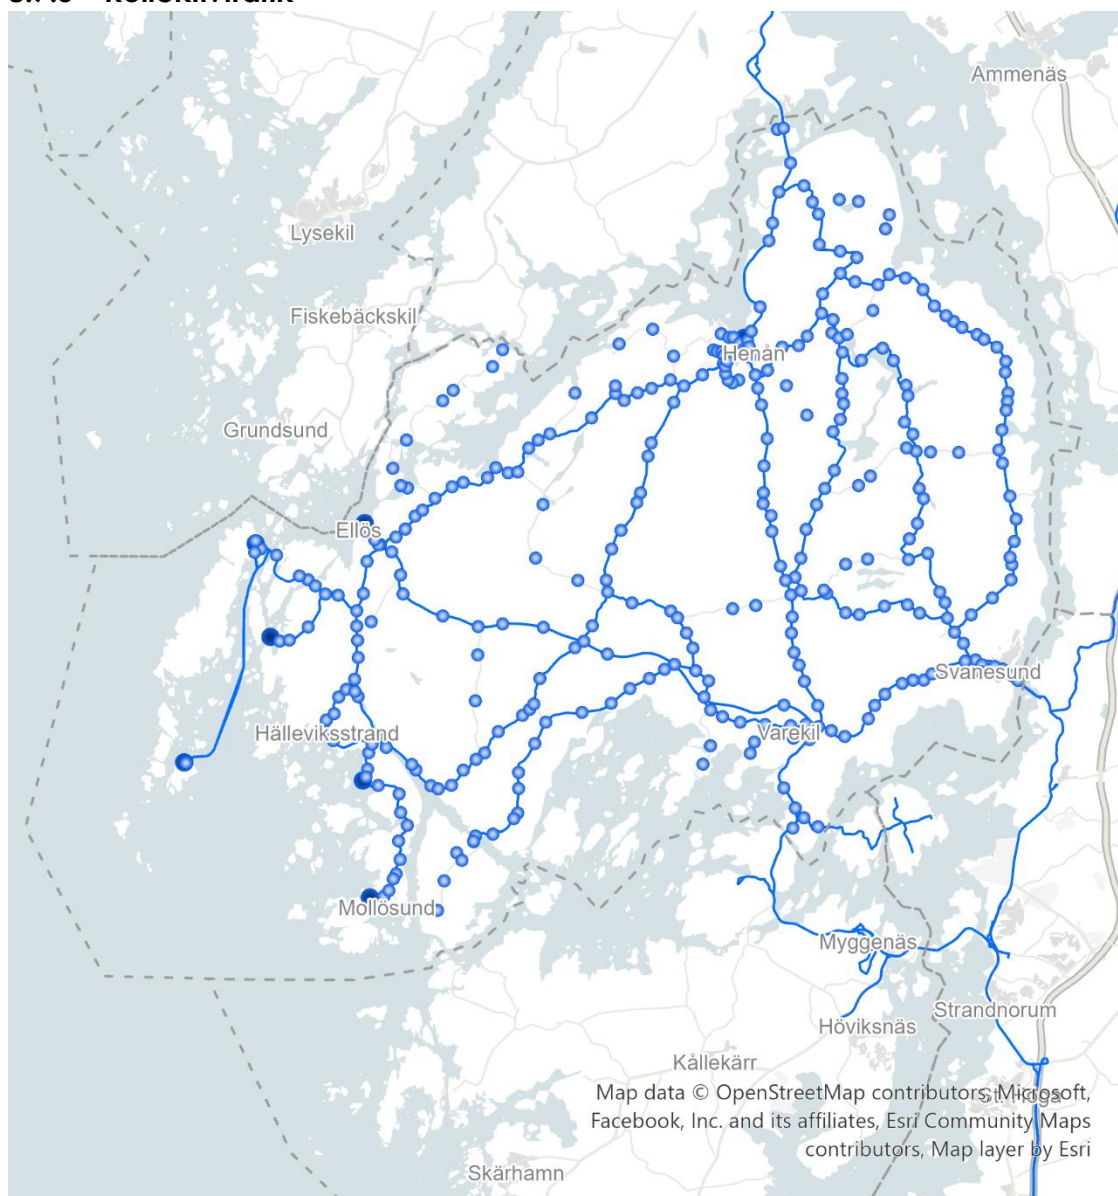 Ammenäs
Lysekil
Fiskebäckskil
Henån
Grundsund
Ellös
Svanesund
Hälleviksstrand
Varekil
Mollösund
Myggenäs
Strandnorum
Höviksnäs
Kållekärr
Map data © OpenStreetMap contributors, Microsoft,
Facebook, Inc. and its affiliates, Esri Community Maps
contributors, Map layer by Esri
Skärhamn